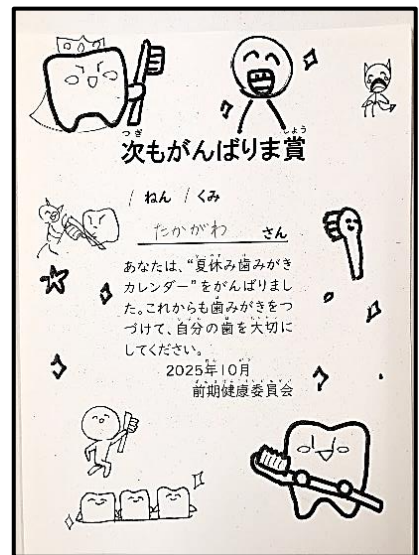 次もがんばりま賞
1 ねん 1 くみ
たかがわ さん
あなたは、“夏休み歯みがき
カレンダー”をがんばりまし
た。これからも歯みがきをつ
づけて、自分の歯を大切に
してください。
2025年10月
前期健康委員会